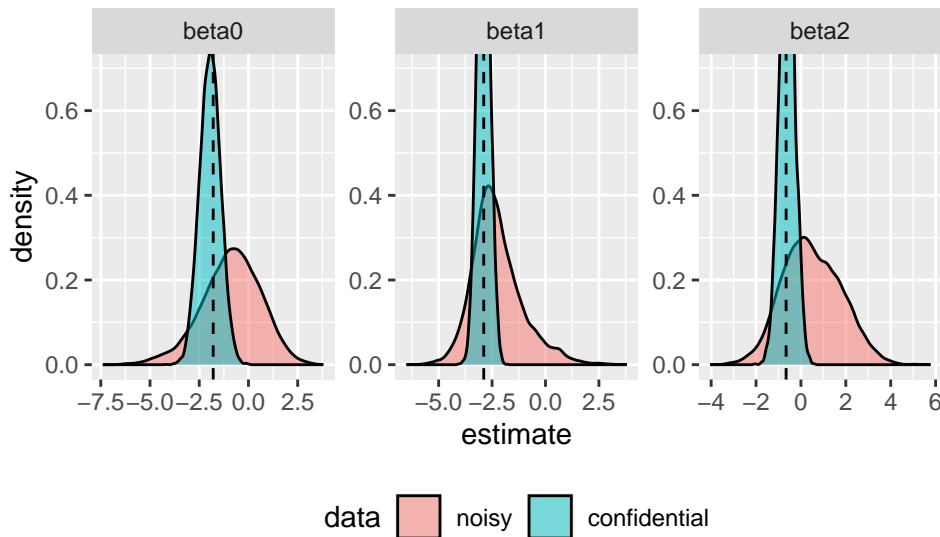 beta0 beta1 beta2
density
0.6 0.6 0.6
0.4 0.4 0.4
0.2 0.2 0.2
0.0 0.0 0.0
−7.5 −5.0 −2.5 0.0 2.5 −5.0 −2.5 0.0 2.5 −4 −2 0 2 4 6
estimate
data noisy confidential